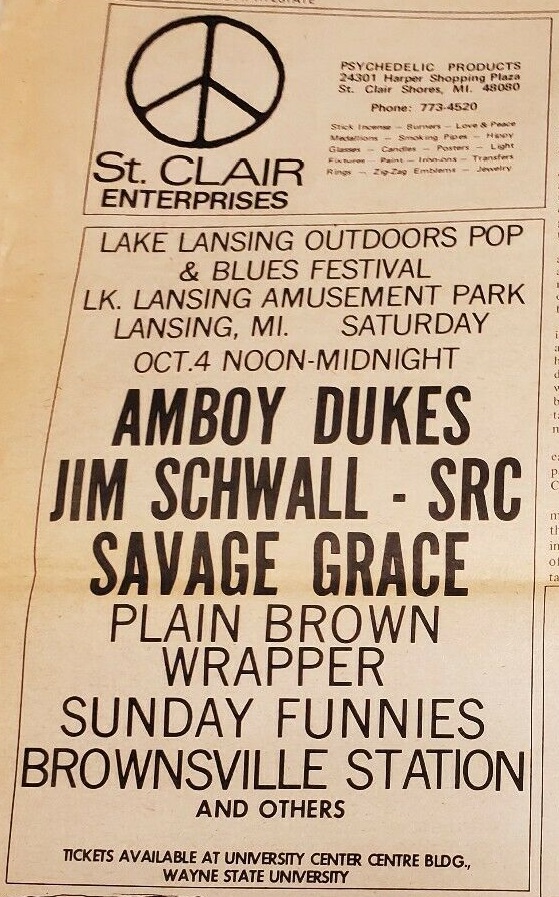 PSYCHEDELIC PRODUCTS
24301 Harper Shopping Plaza
St. Clair Shores, MI. 48080
Phone: 773-4520
Stick Incense — Burners — Love & Peace
Medallions — Smoking Pipes — Hippy
Glasses — Candles — Posters — Light
Fixtures — Paint — Iron-ons — Transfers
Rings — Zig-Zag Emblems — Jewelry
St. CLAIR
ENTERPRISES
LAKE LANSING OUTDOORS POP
& BLUES FESTIVAL
LK. LANSING AMUSEMENT PARK
LANSING, MI. SATURDAY
OCT.4 NOON-MIDNIGHT
AMBOY DUKES
JIM SCHWALL - SRC
SAVAGE GRACE
PLAIN BROWN
WRAPPER
SUNDAY FUNNIES
BROWNSVILLE STATION
AND OTHERS
TICKETS AVAILABLE AT UNIVERSITY CENTER CENTRE BLDG.,
WAYNE STATE UNIVERSITY